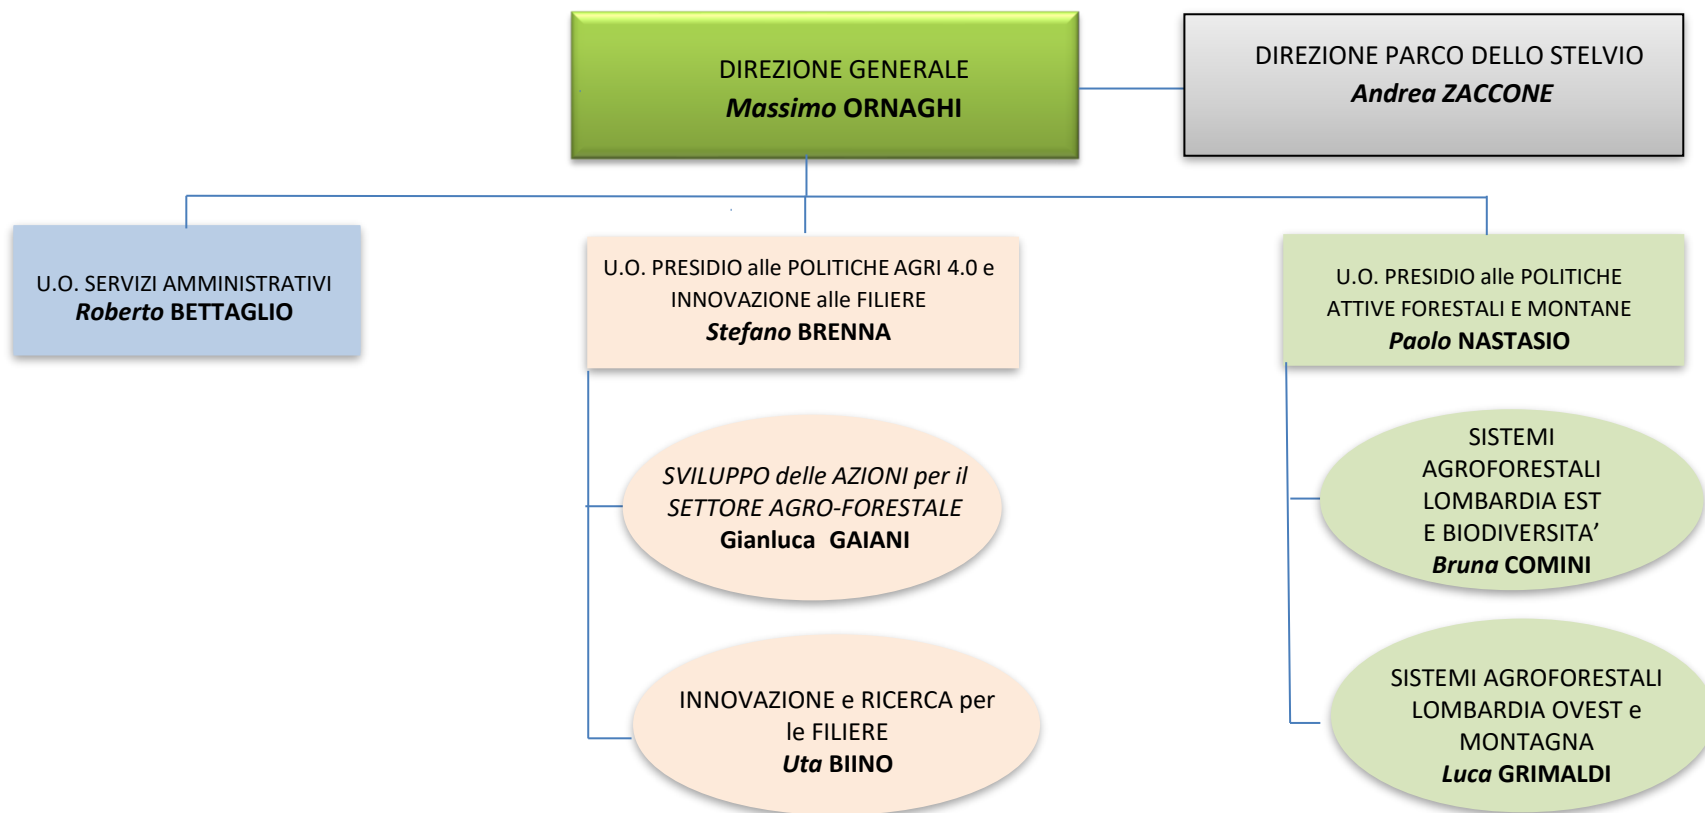 DIREZIONE GENERALE
Massimo ORNAGHI
DIREZIONE PARCO DELLO STELVIO
Andrea ZACCONE
U.O. SERVIZI AMMINISTRATIVI
Roberto BETTAGLIO
U.O. PRESIDIO alle POLITICHE AGRI 4.0 e
INNOVAZIONE alle FILIERE
Stefano BRENNA
U.O. PRESIDIO alle POLITICHE
ATTIVE FORESTALI E MONTANE
Paolo NASTASIO
SVILUPPO delle AZIONI per il
SETTORE AGRO-FORESTALE
Gianluca GAIANI
SISTEMI
AGROFORESTALI
LOMBARDIA EST
E BIODIVERSITA’
Bruna COMINI
INNOVAZIONE e RICERCA per
le FILIERE
Uta BIINO
SISTEMI AGROFORESTALI
LOMBARDIA OVEST e
MONTAGNA
Luca GRIMALDI